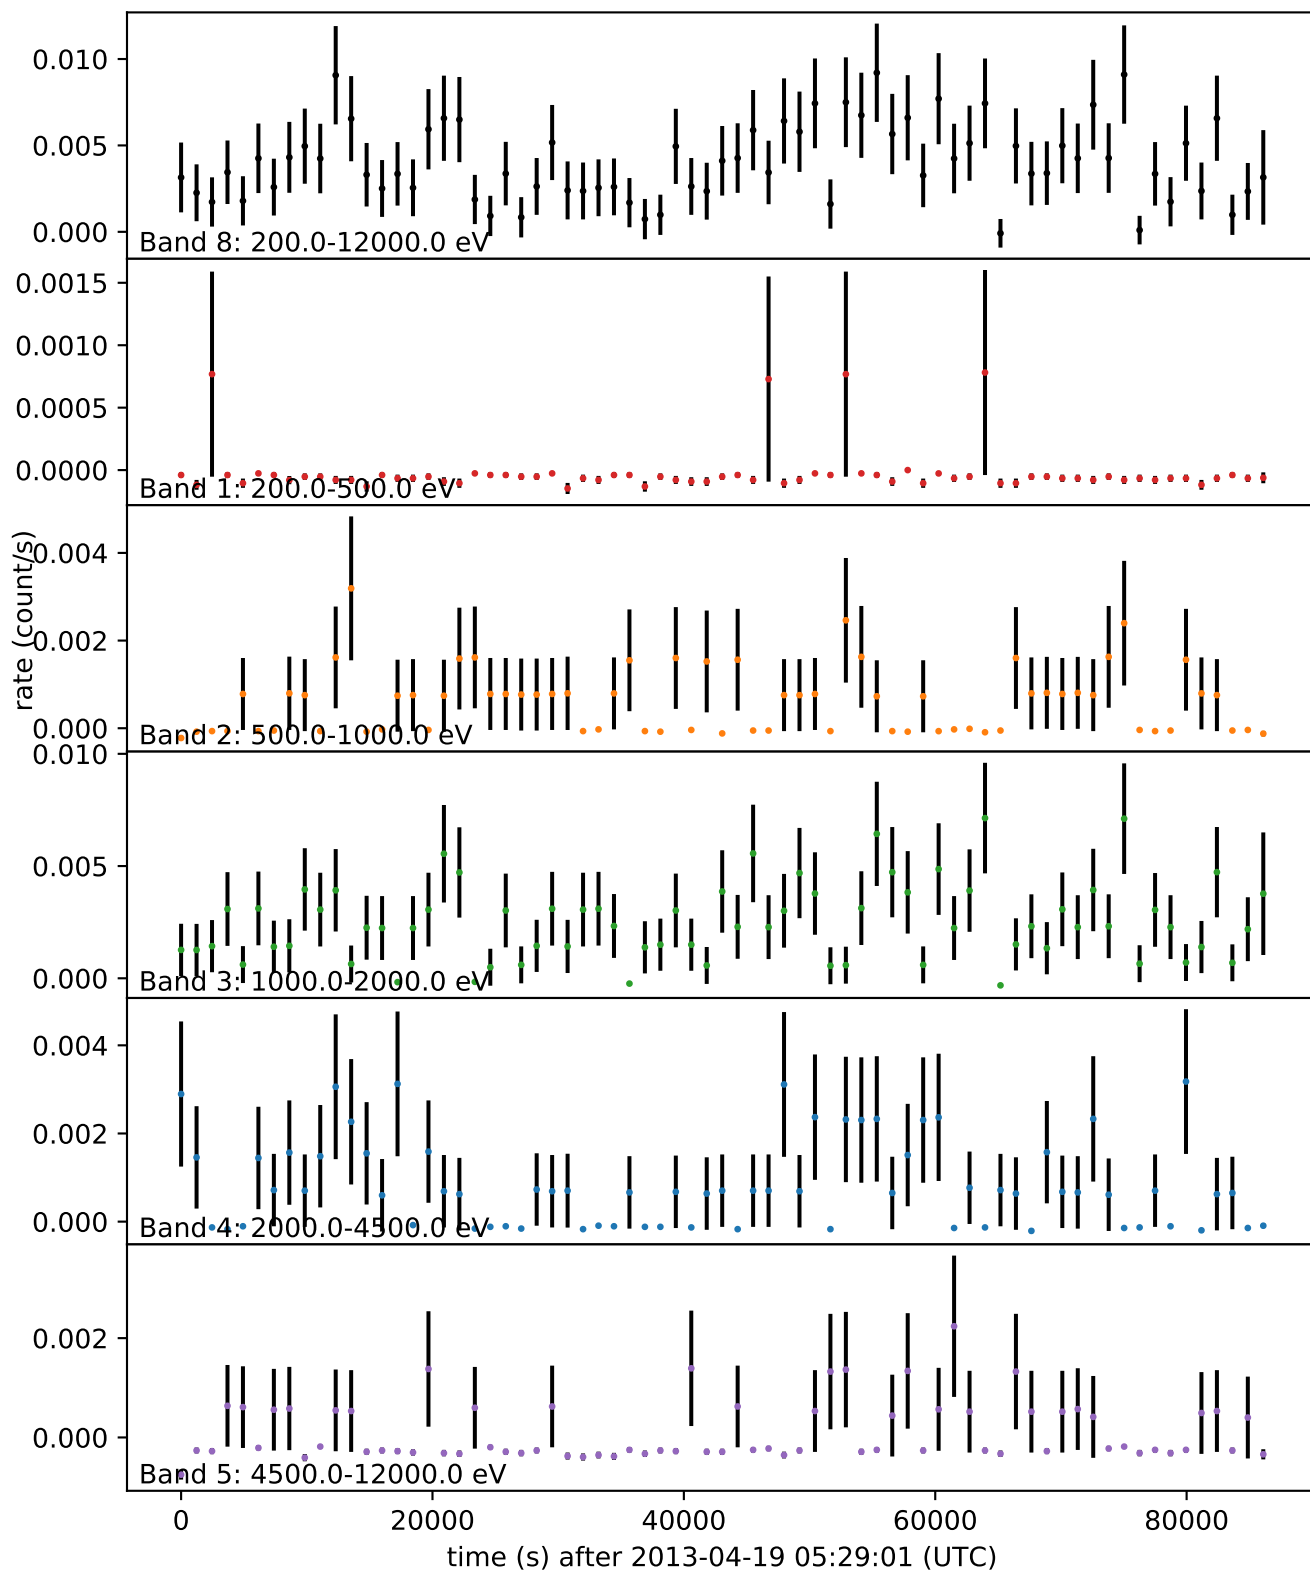 0.010
0.005
0.000
Band 8: 200.0-12000.0 eV
0.0015
0.0010
0.0005
0.0000
Band 1: 200.0-500.0 eV
rate (count/s)
0.004
0.002
0.000
Band 2: 500.0-1000.0 eV
0.010
0.005
0.000
Band 3: 1000.0-2000.0 eV
0.004
0.002
0.000
Band 4: 2000.0-4500.0 eV
0.002
0.000
Band 5: 4500.0-12000.0 eV
0 20000 40000 60000 80000
time (s) after 2013-04-19 05:29:01 (UTC)